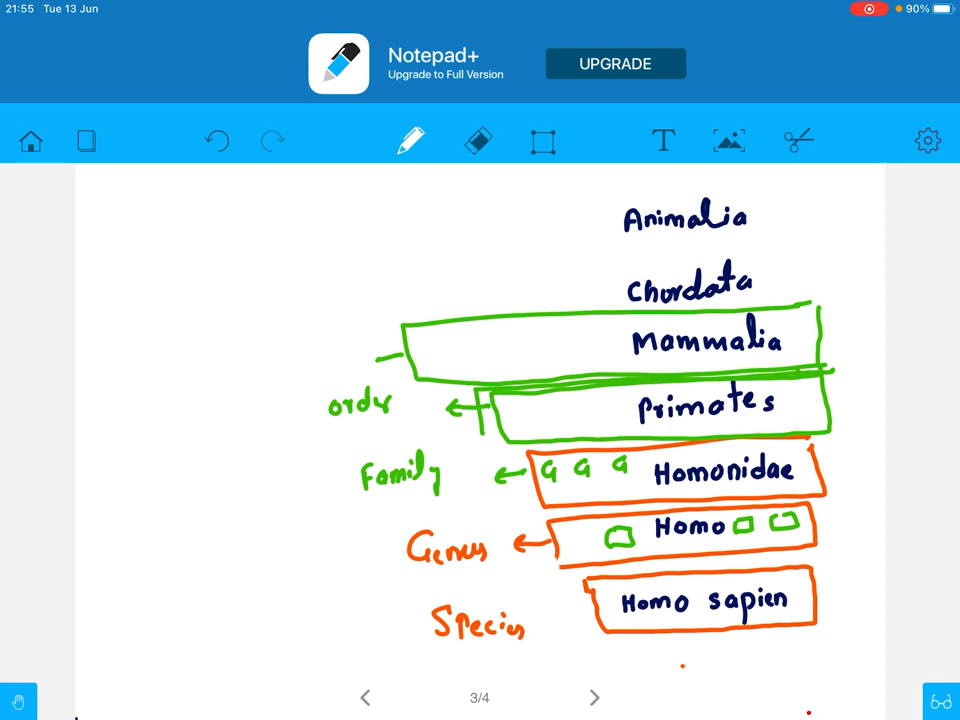 21:55 Tue 13 Jun 90%
Notepad+
Upgrade to Full Version
UPGRADE
T
Animalia
Chordata
Mammalia
order Primates
Family G G G Homonidae
Genus Homo
Species Homo sapien
3/4